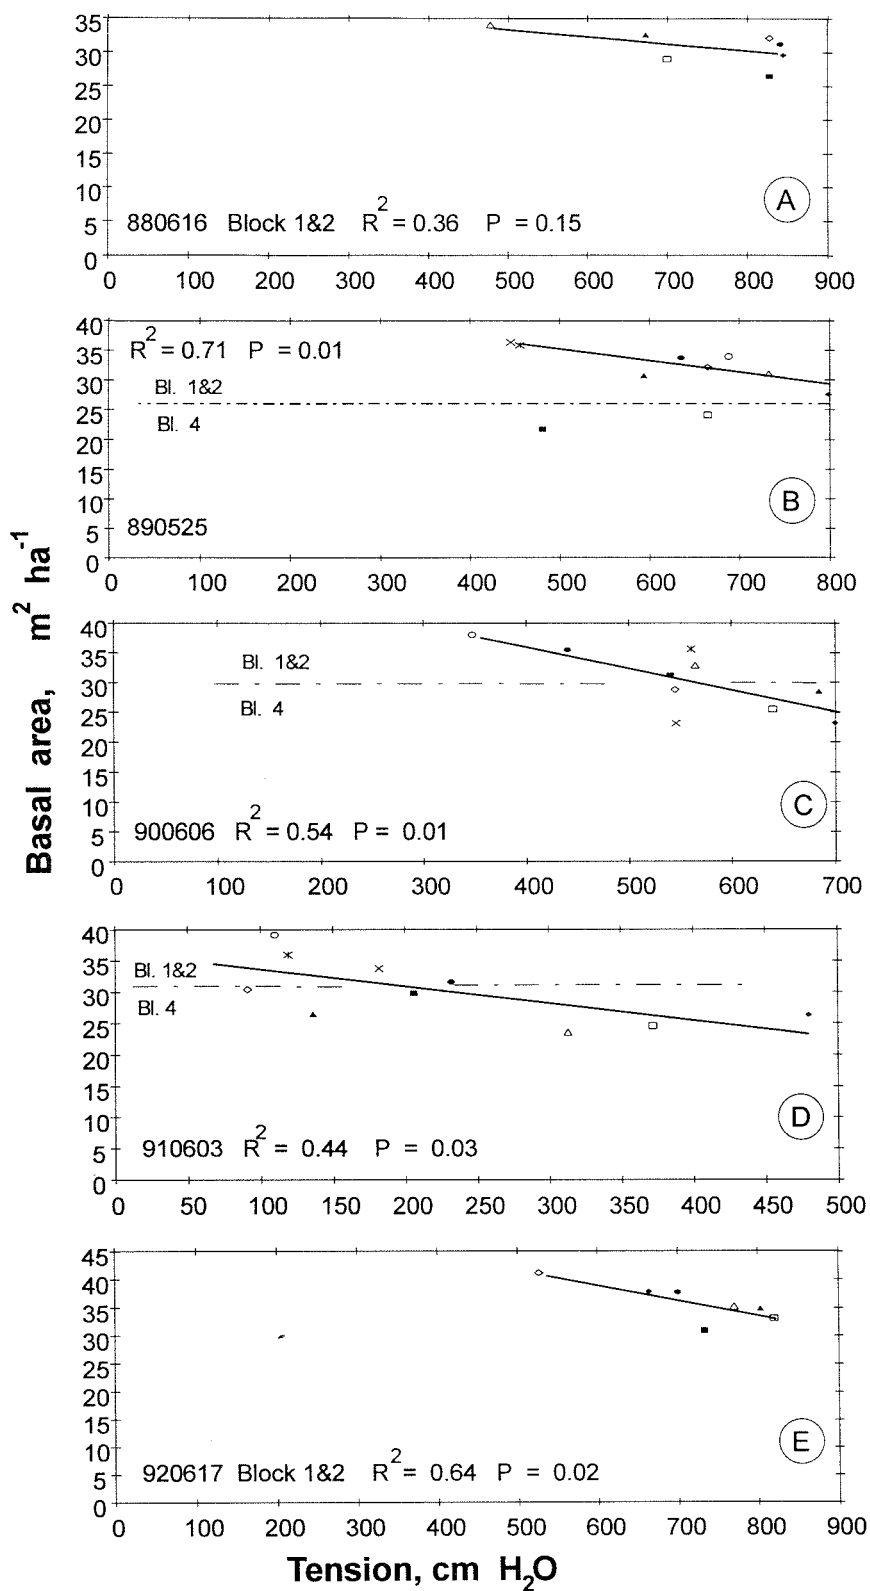 Basal area, m² ha⁻¹
35
30
25
20
15
10
5
0
A
880616 Block 1&2 R² = 0.36 P = 0.15
0 100 200 300 400 500 600 700 800 900
40
35
30
25
20
15
10
5
0
R² = 0.71 P = 0.01
Bl. 1&2
Bl. 4
B
890525
0 100 200 300 400 500 600 700 800
40
35
30
25
20
15
10
5
0
Bl. 1&2
Bl. 4
C
900606 R² = 0.54 P = 0.01
0 100 200 300 400 500 600 700
40
35
30
25
20
15
10
5
0
Bl. 1&2
Bl. 4
D
910603 R² = 0.44 P = 0.03
0 50 100 150 200 250 300 350 400 450 500
45
40
35
30
25
20
15
10
5
0
E
920617 Block 1&2 R² = 0.64 P = 0.02
0 100 200 300 400 500 600 700 800 900
Tension, cm H₂O